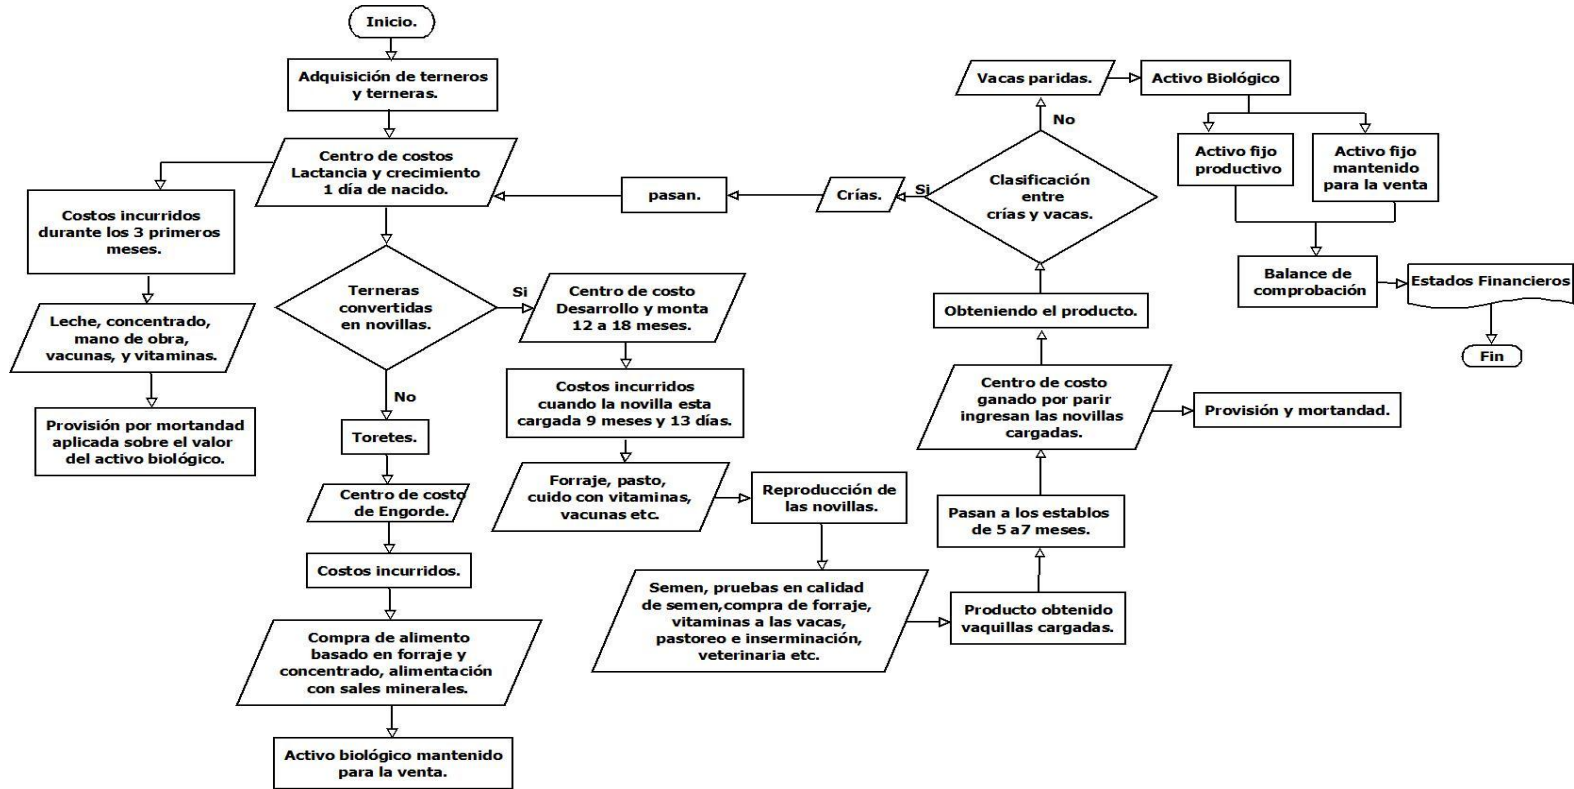 Inicio.
Adquisición de terneros
y terneras.
Centro de costos
Lactancia y crecimiento
1 día de nacido.
Costos incurridos
durante los 3 primeros
meses.
Leche, concentrado,
mano de obra,
vacunas, y vitaminas.
Provisión por mortandad
aplicada sobre el valor
del activo biológico.
Terneras
convertidas
en novillas.
No
Toretes.
Centro de costo
de Engorde.
Costos incurridos.
Compra de alimento
basado en forraje y
concentrado, alimentación
con sales minerales.
Activo biológico mantenido
para la venta.
Si
Centro de costo
Desarrollo y monta
12 a 18 meses.
Costos incurridos
cuando la novilla esta
cargada 9 meses y 13 días.
Forraje, pasto,
cuido con vitaminas,
vacunas etc.
Reproducción de
las novillas.
Semen, pruebas en calidad
de semen,compra de forraje,
vitaminas a las vacas,
pastoreo e inserminación,
veterinaria etc.
Producto obtenido
vaquillas cargadas.
Pasan a los establos
de 5 a7 meses.
Centro de costo
ganado por parir
ingresan las novillas
cargadas.
Provisión y mortandad.
Obteniendo el producto.
Clasificación
entre
crías y vacas.
Si
Crías.
pasan.
No
Vacas paridas.
Activo Biológico
Activo fijo
productivo
Activo fijo
mantenido
para la venta
Balance de
comprobación
Estados Financieros
Fin